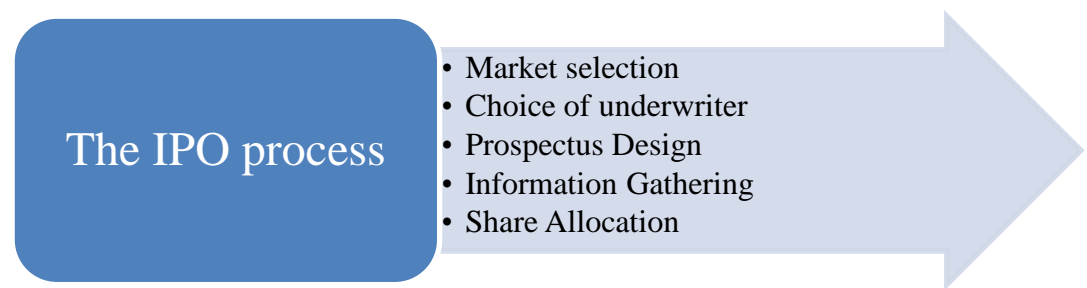 The IPO process
• Market selection
• Choice of underwriter
• Prospectus Design
• Information Gathering
• Share Allocation